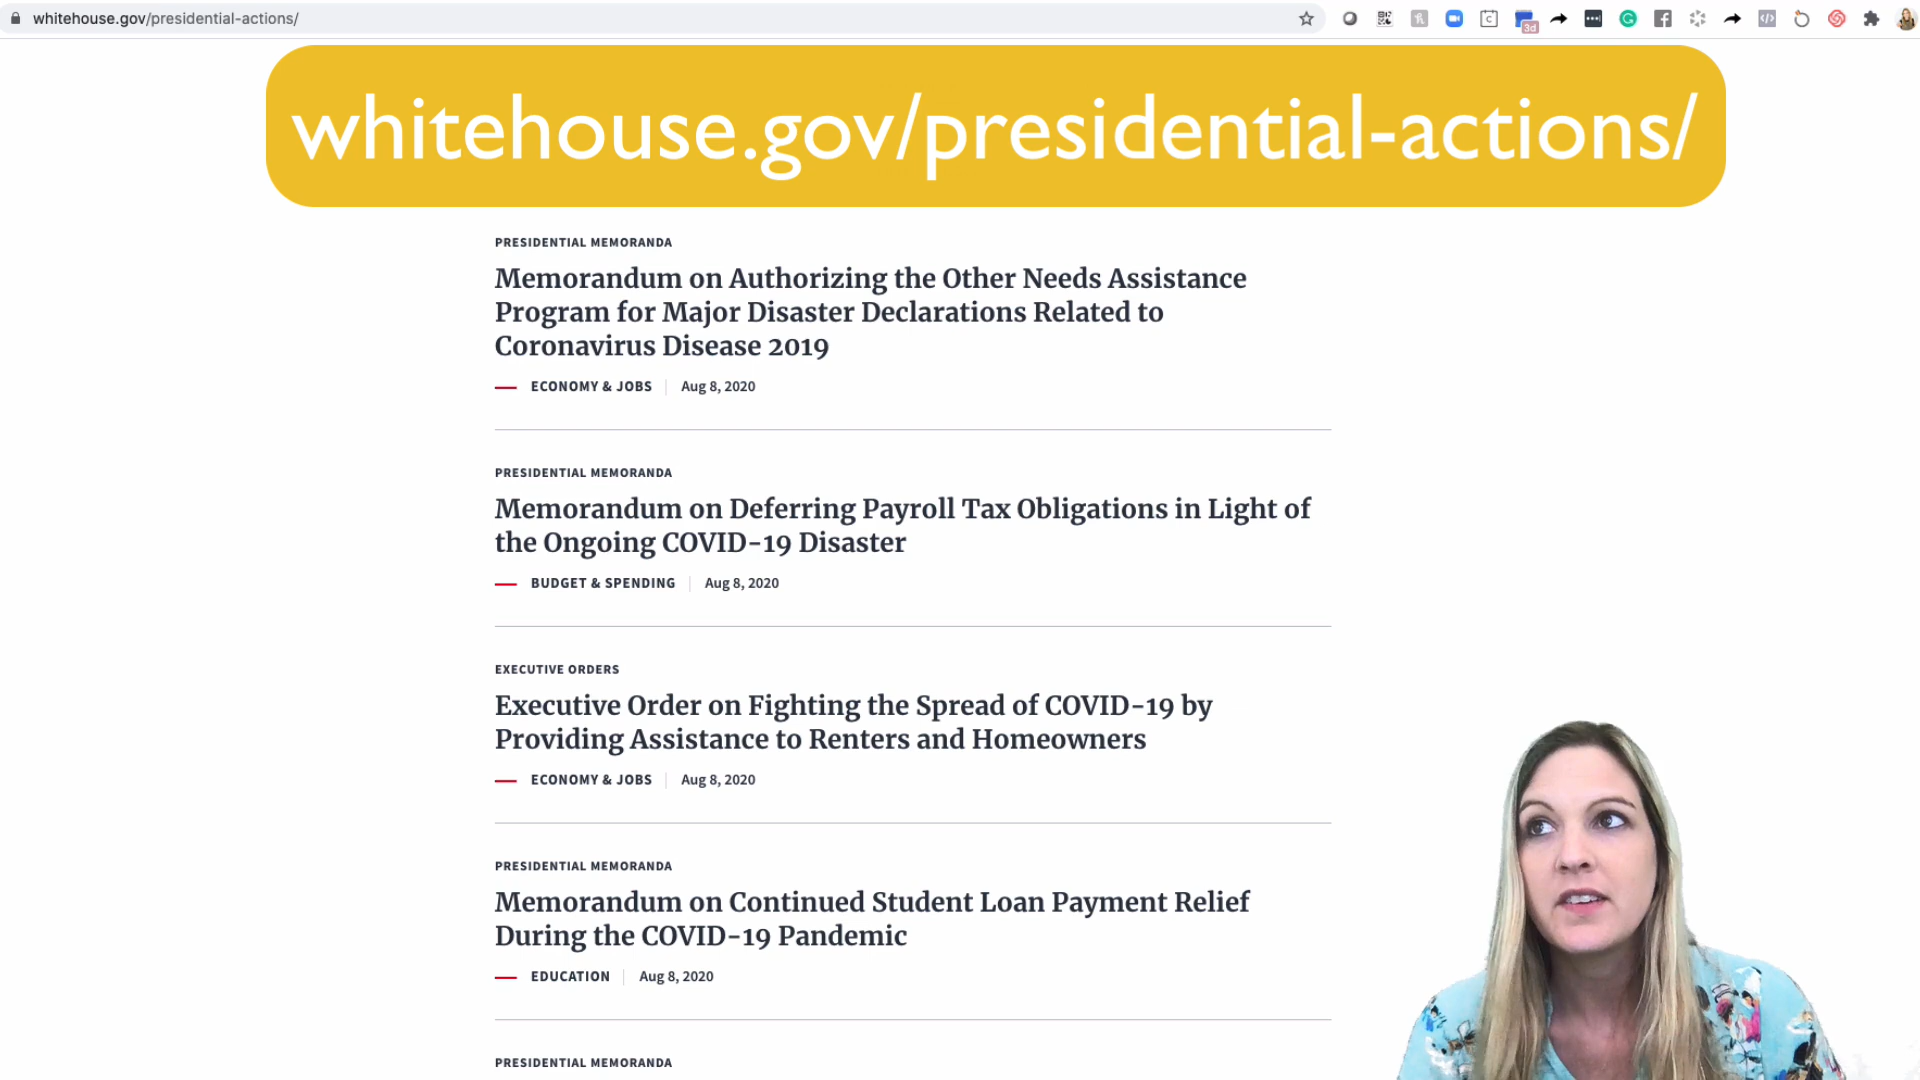 whitehouse.gov/presidential-actions/
3d
whitehouse.gov/presidential-actions/
PRESIDENTIAL MEMORANDA
Memorandum on Authorizing the Other Needs Assistance
Program for Major Disaster Declarations Related to
Coronavirus Disease 2019
ECONOMY & JOBS Aug 8, 2020
PRESIDENTIAL MEMORANDA
Memorandum on Deferring Payroll Tax Obligations in Light of
the Ongoing COVID-19 Disaster
BUDGET & SPENDING Aug 8, 2020
EXECUTIVE ORDERS
Executive Order on Fighting the Spread of COVID-19 by
Providing Assistance to Renters and Homeowners
ECONOMY & JOBS Aug 8, 2020
PRESIDENTIAL MEMORANDA
Memorandum on Continued Student Loan Payment Relief
During the COVID-19 Pandemic
EDUCATION Aug 8, 2020
PRESIDENTIAL MEMORANDA